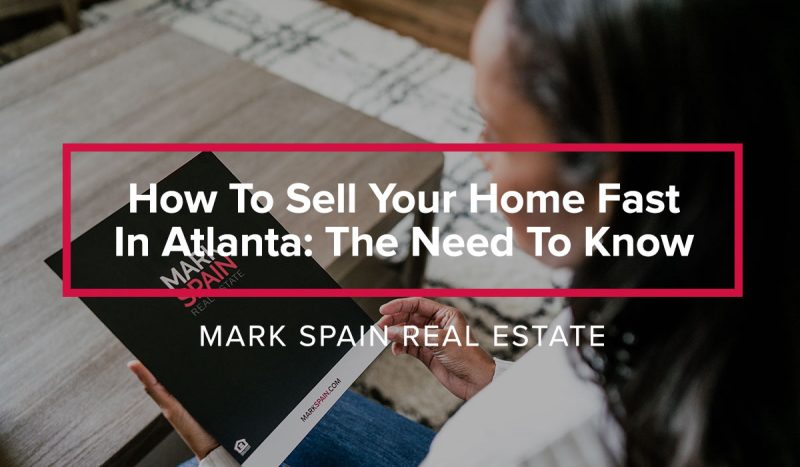 How To Sell Your Home Fast
In Atlanta: The Need To Know
MARK
SPAIN
REAL ESTATE
MARK SPAIN REAL ESTATE
MARKSPAIN.COM